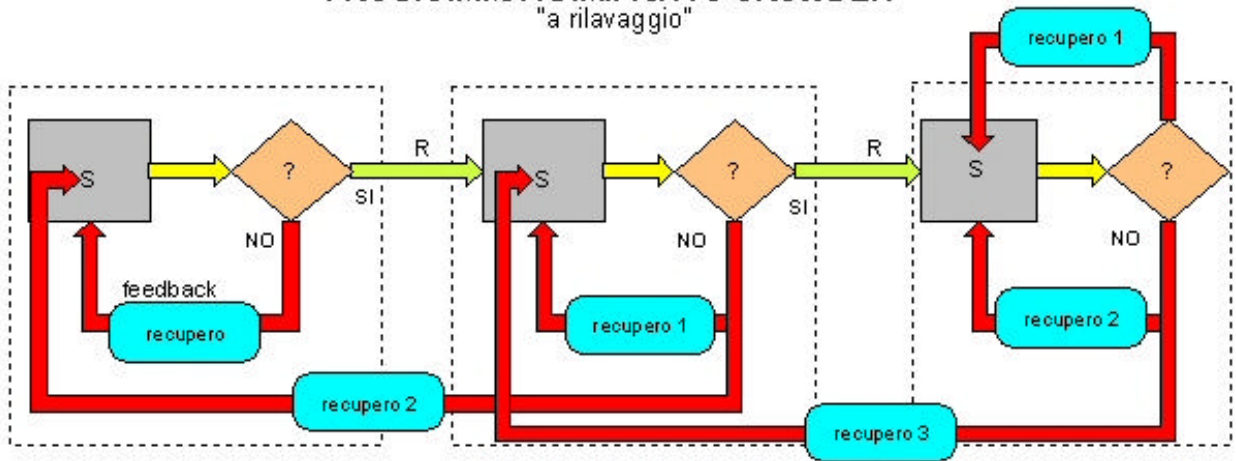 "a rilavaggio"
recupero 1
S
?
R
SI
NO
feedback
recupero
S
?
R
SI
NO
recupero 1
recupero 2
S
?
NO
recupero 2
recupero 3